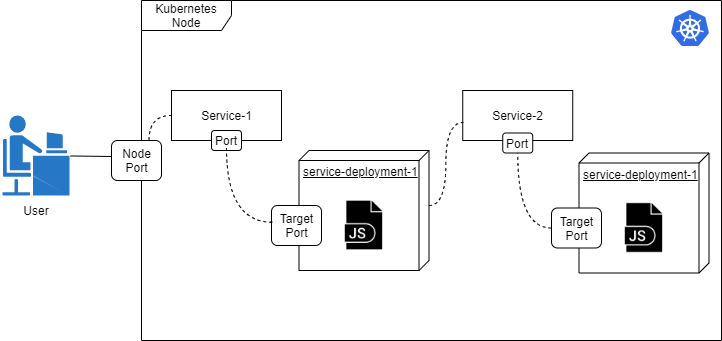 Kubernetes
Node
Service-1
Port
Service-2
Port
Node
Port
User
service-deployment-1
Target
Port
JS
service-deployment-1
Target
Port
JS